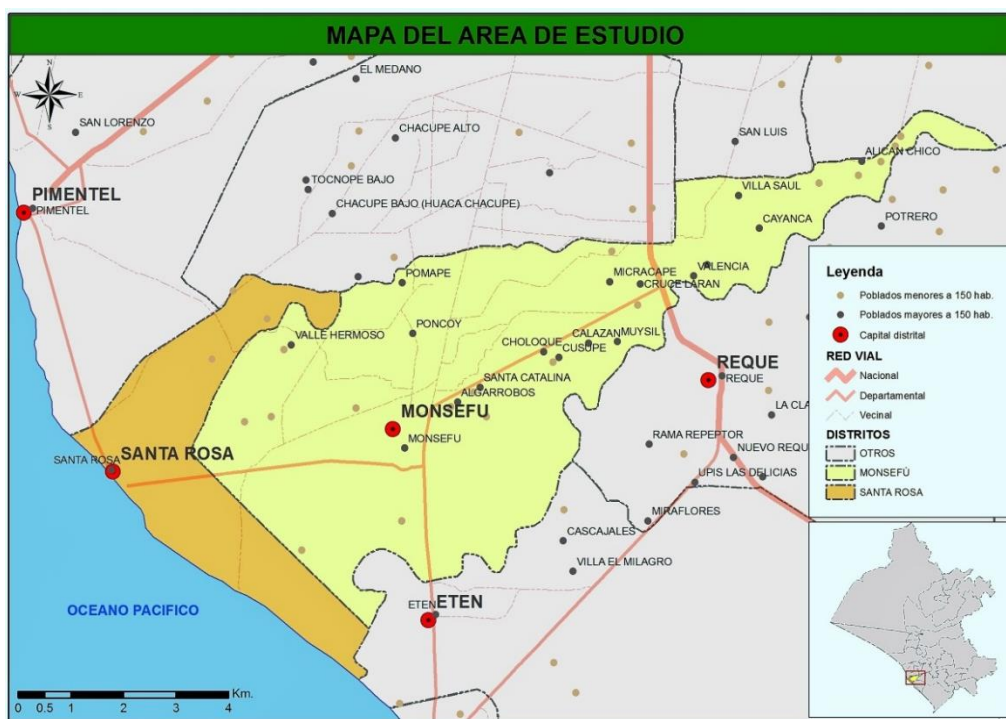 MAPA DEL AREA DE ESTUDIO
N
W E
S
EL MEDANO
SAN LORENZO
CHACUPE ALTO
SAN LUIS
ALICAN CHICO
TOCNOPE BAJO
VILLA SAUL
PIMENTEL
PIMENTEL
CHACUPE BAJO (HUACA CHACUPE)
CAYANCA
POTRERO
POMAPE
MICRACAPE
VALENCIA
CRUCE LARAN
VALLE HERMOSO
PONCOY
CHOLOQUE
CALAZAN
MUYSIL
CUSUPE
REQUE
REQUE
SANTA CATALINA
ALGARROBOS
LA CLA
MONSEFU
MONSEFU
RAMA REPEPTOR
NUEVO REQU
SANTA ROSA
SANTA ROSA
UPIS LAS DELICIAS
MIRAFLORES
CASCAJALES
VILLA EL MILAGRO
ETEN
ETEN
OCEANO PACIFICO
0 0.5 1 2 3 4 Km.
Leyenda
Poblados menores a 150 hab.
Poblados mayores a 150 hab.
Capital distrital
RED VIAL
Nacional
Departamental
Vecinal
DISTRITOS
OTROS
MONSEFÚ
SANTA ROSA